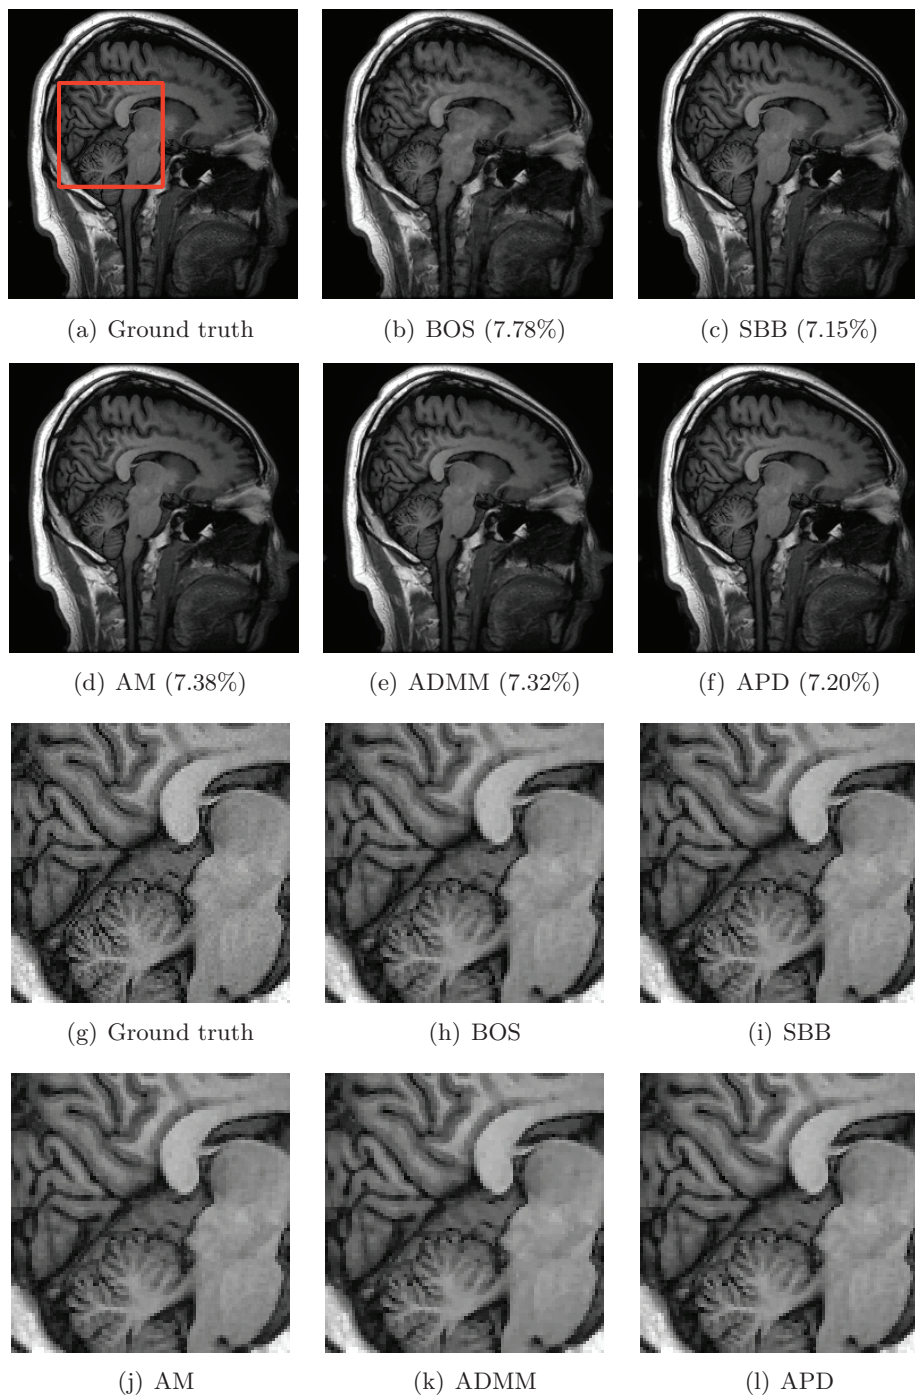 (a) Ground truth
(b) BOS (7.78%)
(c) SBB (7.15%)
(d) AM (7.38%)
(e) ADMM (7.32%)
(f) APD (7.20%)
(g) Ground truth
(h) BOS
(i) SBB
(j) AM
(k) ADMM
(l) APD